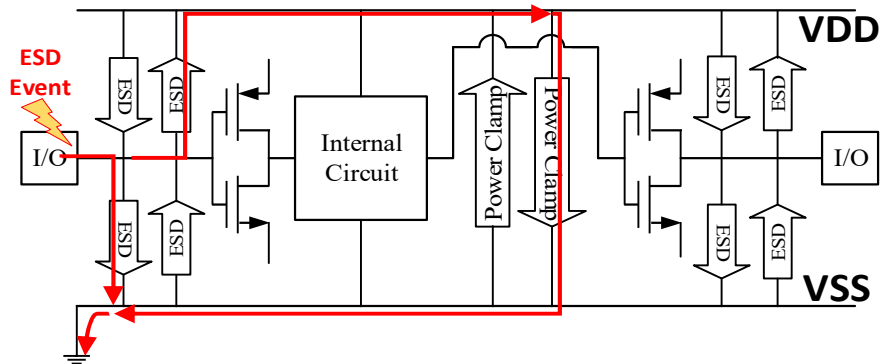 VDD
ESD
Event
ESD
ESD
ESD
ESD
I/O
Internal
Circuit
Power Clamp
Power Clamp
I/O
ESD
ESD
ESD
ESD
VSS